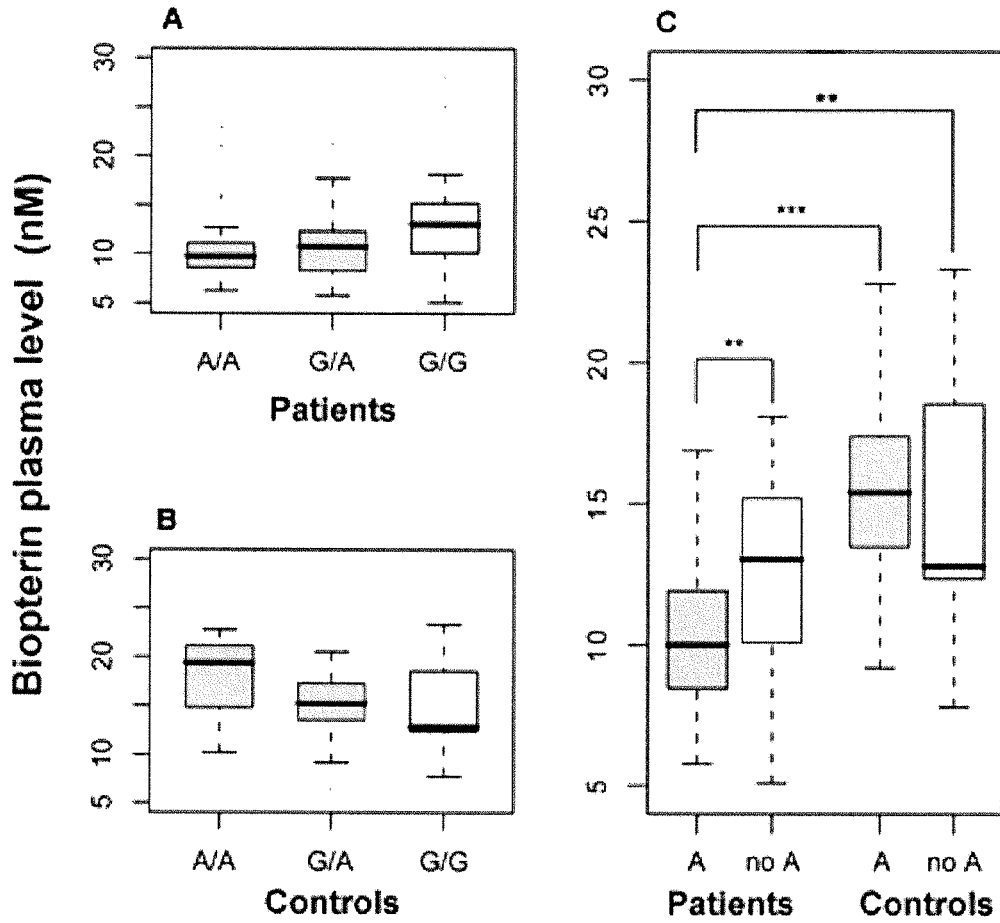 Biopterin plasma level (nM)
A
30
20
10
5
A/A G/A G/G
Patients
B
30
20
10
5
A/A G/A G/G
Controls
C
30
25
20
15
10
5
**
***
**
A no A A no A
Patients Controls